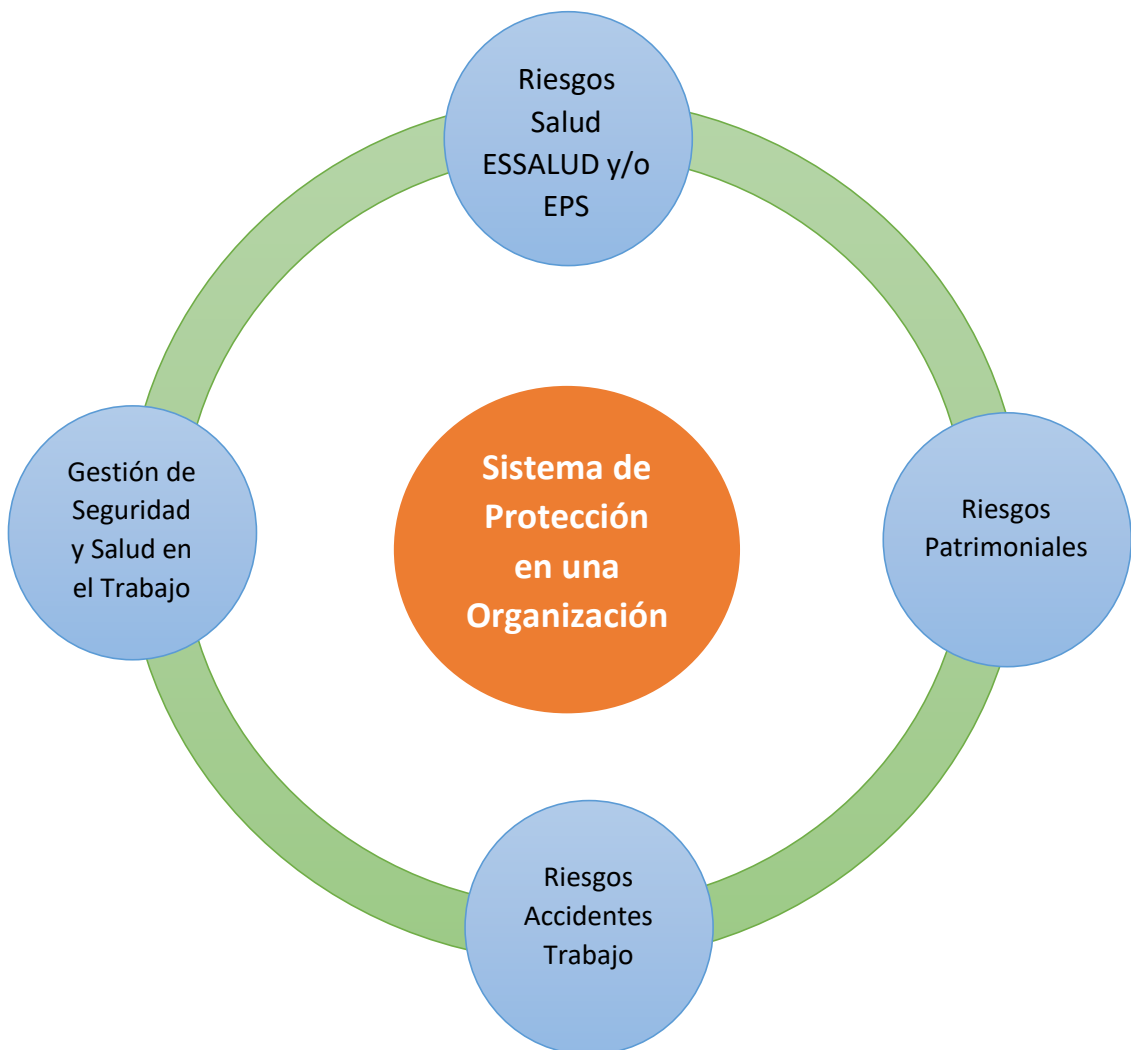 Riesgos
Salud
ESSALUD y/o
EPS
Gestión de
Seguridad
y Salud en
el Trabajo
Sistema de
Protección
en una
Organización
Riesgos
Patrimoniales
Riesgos
Accidentes
Trabajo